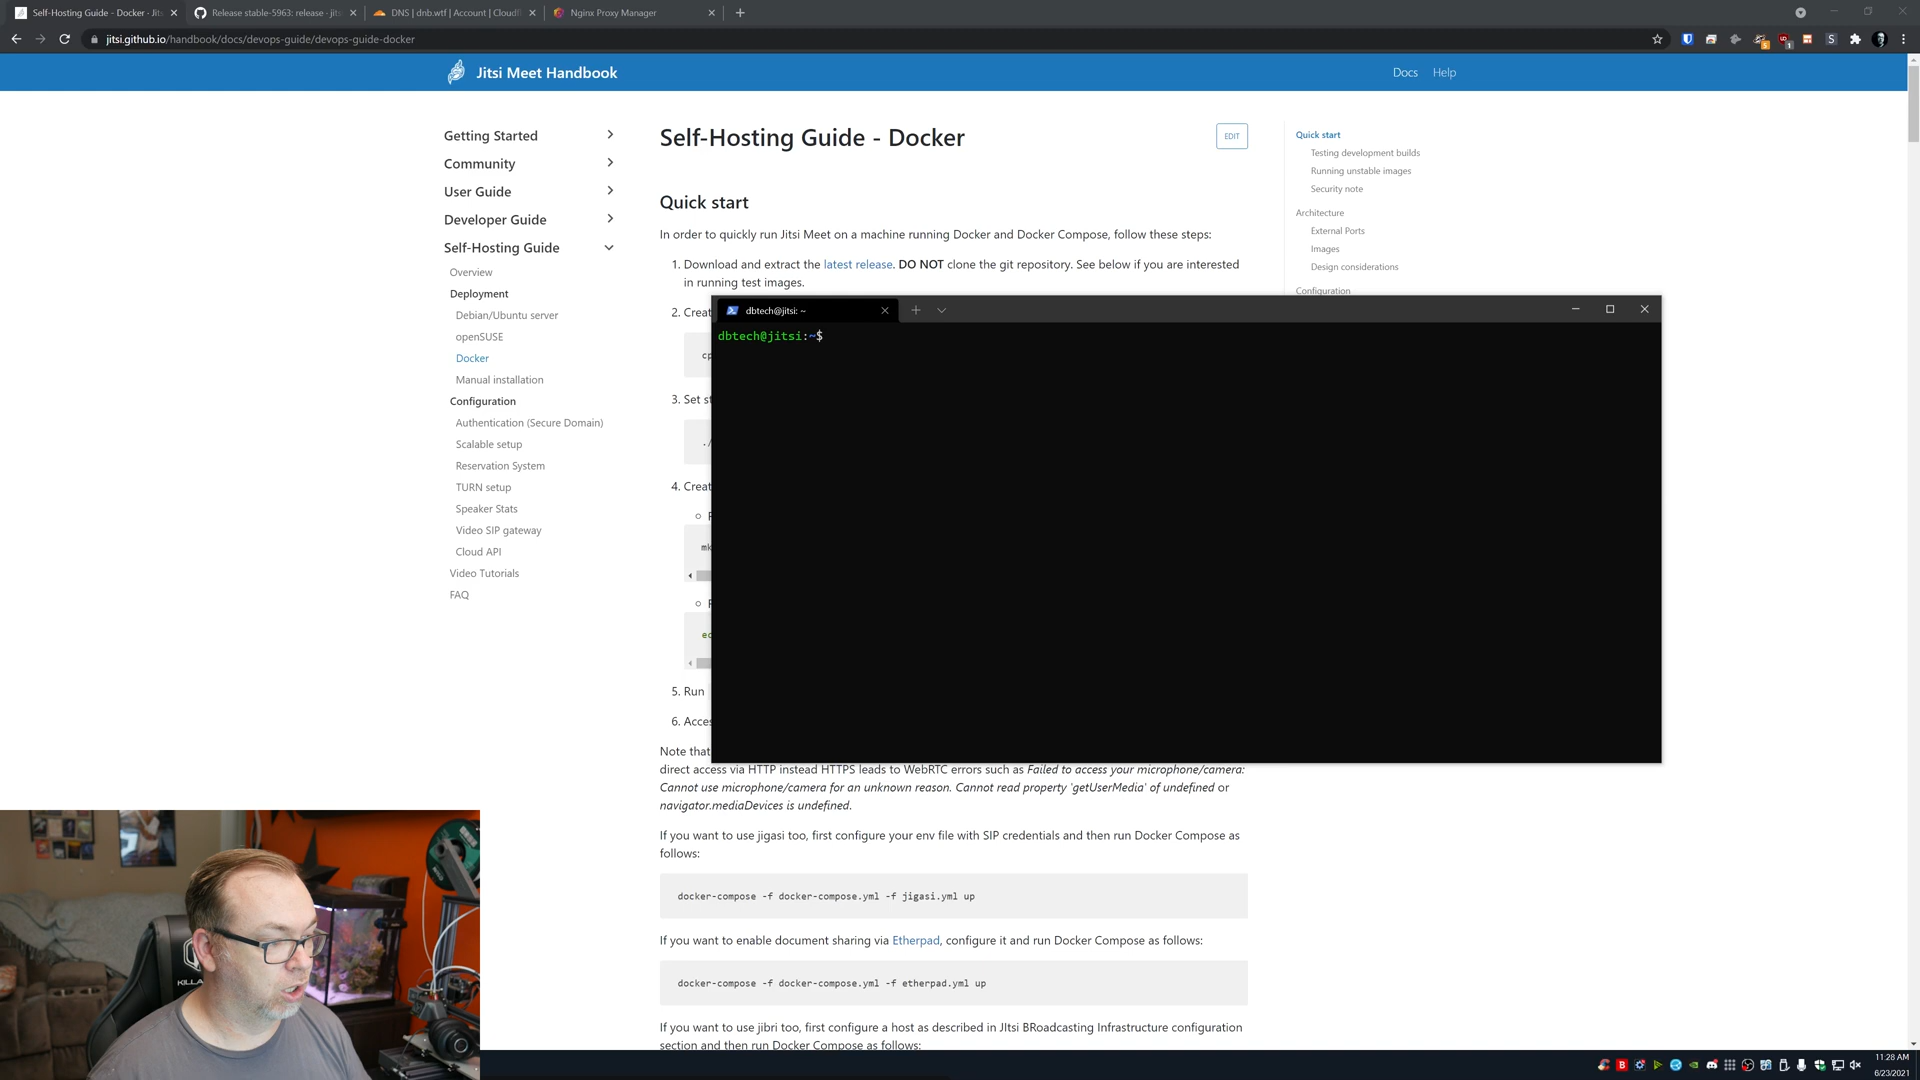 Self-Hosting Guide - Docker - Jits
Release stable-5963: release · jits
DNS | dnb.wtf | Account | Cloudfl
Nginx Proxy Manager
jitsi.github.io/handbook/docs/devops-guide/devops-guide-docker
Jitsi Meet Handbook
Docs
Help
Getting Started
Community
User Guide
Developer Guide
Self-Hosting Guide
Overview
Deployment
Debian/Ubuntu server
openSUSE
Docker
Manual installation
Configuration
Authentication (Secure Domain)
Scalable setup
Reservation System
TURN setup
Speaker Stats
Video SIP gateway
Cloud API
Video Tutorials
FAQ
Self-Hosting Guide - Docker
EDIT
Quick start
In order to quickly run Jitsi Meet on a machine running Docker and Docker Compose, follow these steps:
1. Download and extract the latest release. DO NOT clone the git repository. See below if you are interested
in running test images.
2. Creat
cp
3. Set st
./
4. Creat
mk
ec
5. Run
6. Acces
Note that
direct access via HTTP instead HTTPS leads to WebRTC errors such as Failed to access your microphone/camera:
Cannot use microphone/camera for an unknown reason. Cannot read property 'getUserMedia' of undefined or
navigator.mediaDevices is undefined.
If you want to use jigasi too, first configure your env file with SIP credentials and then run Docker Compose as
follows:
docker-compose -f docker-compose.yml -f jigasi.yml up
If you want to enable document sharing via Etherpad, configure it and run Docker Compose as follows:
docker-compose -f docker-compose.yml -f etherpad.yml up
If you want to use jibri too, first configure a host as described in JItsi BRoadcasting Infrastructure configuration
section and then run Docker Compose as follows:
Quick start
Testing development builds
Running unstable images
Security note
Architecture
External Ports
Images
Design considerations
Configuration
dbtech@jitsi: ~
dbtech@jitsi:~$
KILLA
11:28 AM
6/23/2021